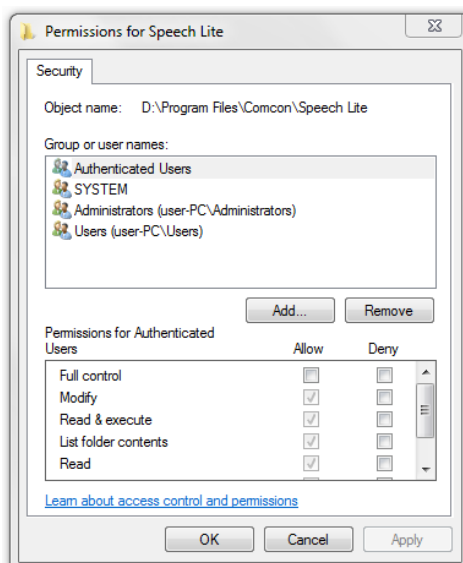 Permissions for Speech Lite
Security
Object name: D:\Program Files\Comcon\Speech Lite
Group or user names:
Authenticated Users
SYSTEM
Administrators (user-PC\Administrators)
Users (user-PC\Users)
Add... Remove
Permissions for Authenticated
Users Allow Deny
Full control
Modify
Read & execute
List folder contents
Read
Learn about access control and permissions
OK Cancel Apply